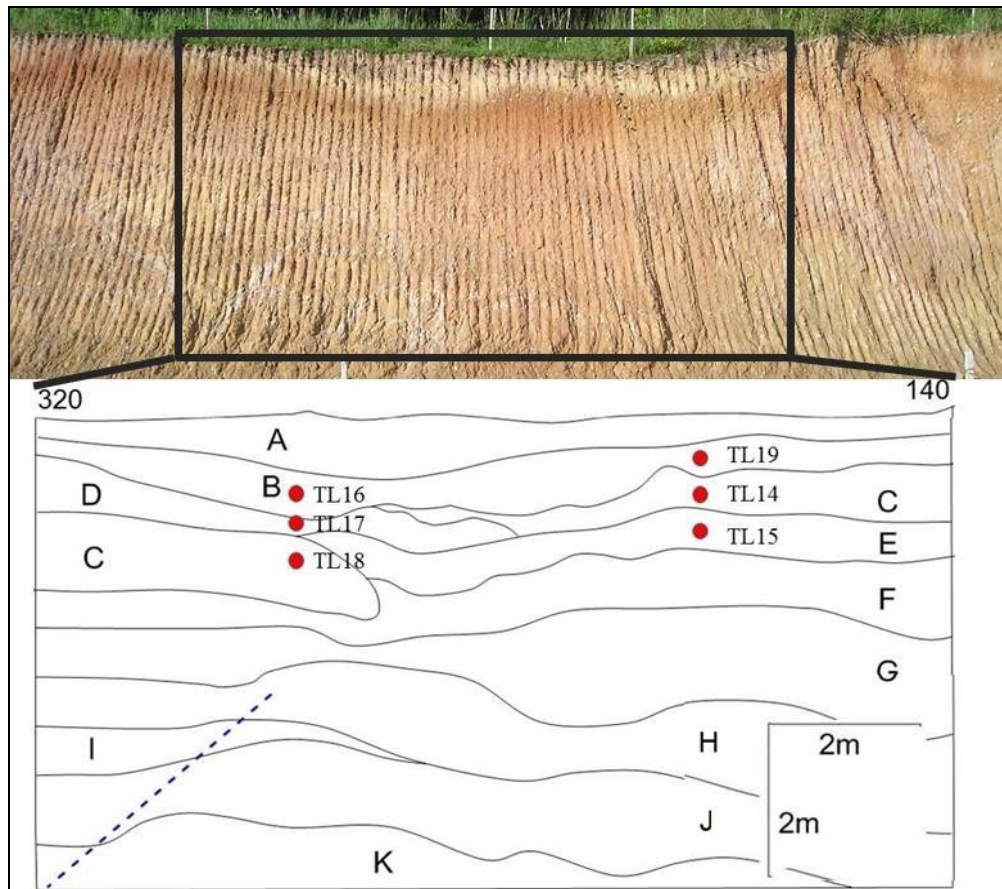 320 140
A
B TL16 TL19
D TL17 TL14 C
C TL18 TL15 E
F
G
I H 2m
J 2m
K